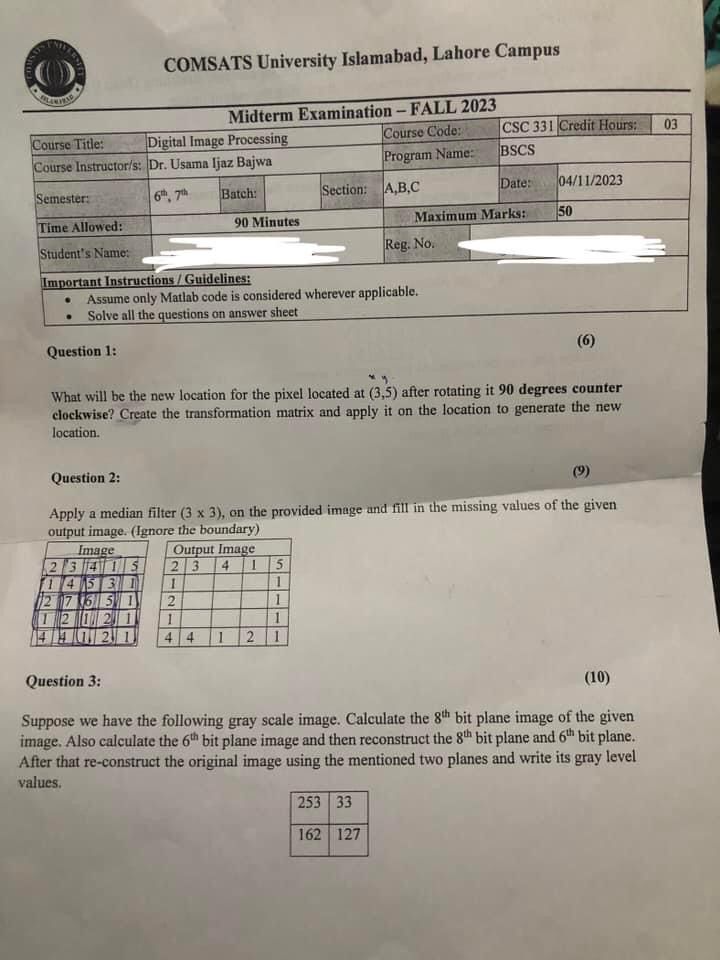 COMSATS UNIVERSITY
ISLAMABAD
COMSATS University Islamabad, Lahore Campus
Midterm Examination – FALL 2023
Course Title: Digital Image Processing Course Code: CSC 331 Credit Hours: 03
Course Instructor/s: Dr. Usama Ijaz Bajwa Program Name: BSCS
Semester: 6th, 7th Batch: Section: A,B,C Date: 04/11/2023
Time Allowed: 90 Minutes Maximum Marks: 50
Student's Name: Reg. No.
Important Instructions / Guidelines:
• Assume only Matlab code is considered wherever applicable.
• Solve all the questions on answer sheet
Question 1: (6)
x y
What will be the new location for the pixel located at (3,5) after rotating it 90 degrees counter
clockwise? Create the transformation matrix and apply it on the location to generate the new
location.
Question 2: (9)
Apply a median filter (3 x 3), on the provided image and fill in the missing values of the given
output image. (Ignore the boundary)
Image Output Image
2 3 4 1 5 2 3 4 1 5
1 4 5 3 1 1 1
2 7 6 5 1 2 1
1 2 1 2 1 1 1
4 4 1 2 1 4 4 1 2 1
Question 3: (10)
Suppose we have the following gray scale image. Calculate the 8th bit plane image of the given
image. Also calculate the 6th bit plane image and then reconstruct the 8th bit plane and 6th bit plane.
After that re-construct the original image using the mentioned two planes and write its gray level
values.
253 33
162 127